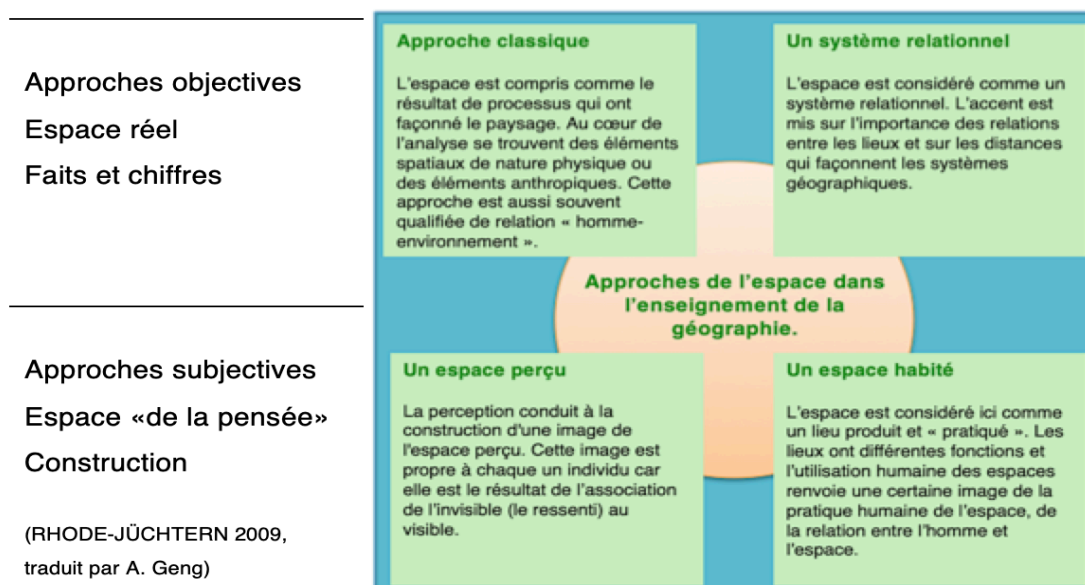 Approches objectives
Espace réel
Faits et chiffres
Approche classique
L'espace est compris comme le
résultat de processus qui ont
façonné le paysage. Au cœur de
l'analyse se trouvent des éléments
spatiaux de nature physique ou
des éléments anthropiques. Cette
approche est aussi souvent
qualifiée de relation « homme-
environnement ».
Un système relationnel
L'espace est considéré comme un
système relationnel. L'accent est
mis sur l'importance des relations
entre les lieux et sur les distances
qui façonnent les systèmes
géographiques.
Approches de l'espace dans
l'enseignement de la
géographie.
Approches subjectives
Espace «de la pensée»
Construction
(RHODE-JÜCHTERN 2009,
traduit par A. Geng)
Un espace perçu
La perception conduit à la
construction d'une image de
l'espace perçu. Cette image est
propre à chaque un individu car
elle est le résultat de l'association
de l'invisible (le ressenti) au
visible.
Un espace habité
L'espace est considéré ici comme
un lieu produit et « pratiqué ». Les
lieux ont différentes fonctions et
l'utilisation humaine des espaces
renvoie une certaine image de la
pratique humaine de l'espace, de
la relation entre l'homme et
l'espace.